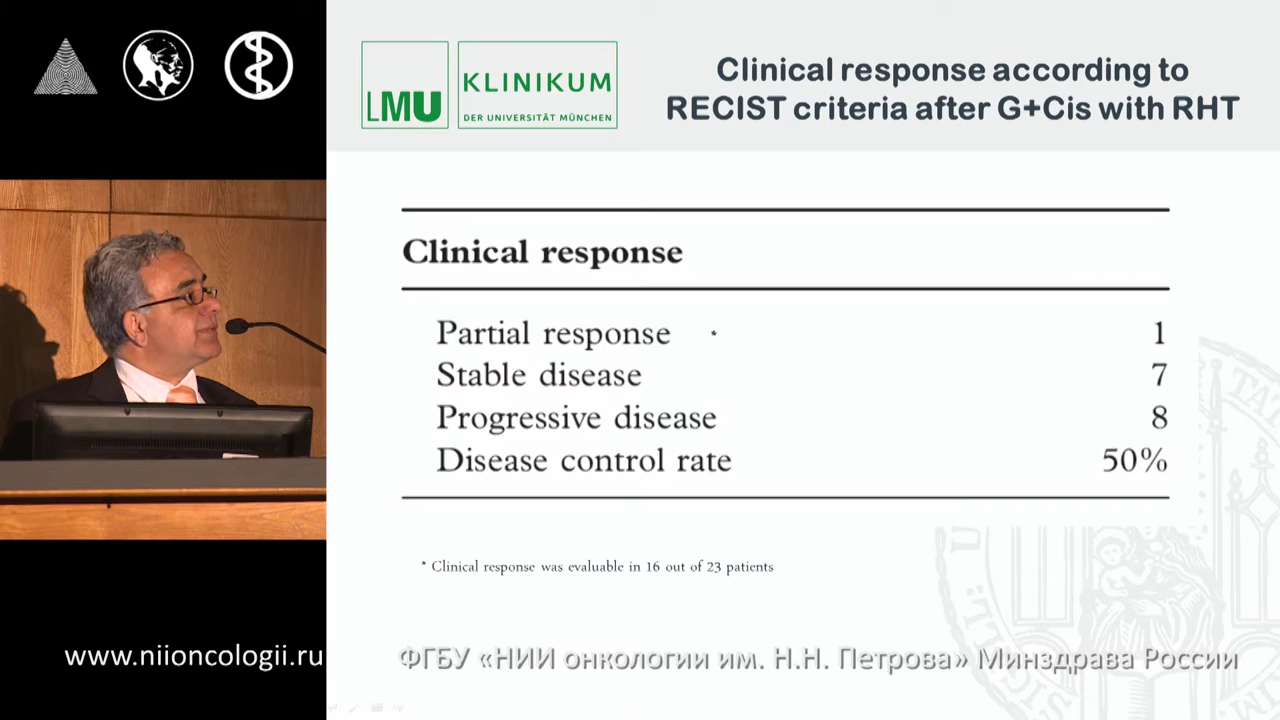 LMU
KLINIKUM
DER UNIVERSITÄT MÜNCHEN
Clinical response according to
RECIST criteria after G+Cis with RHT
Clinical response
Partial response * 1
Stable disease 7
Progressive disease 8
Disease control rate 50%
* Clinical response was evaluable in 16 out of 23 patients
www.niioncologii.ru
ФГБУ «НИИ онкологии им. Н.Н. Петрова» Минздрава России